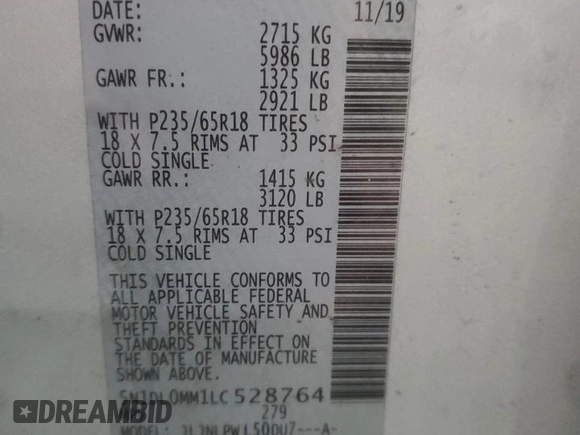 DATE: 11/19
GVWR: 2715 KG
5986 LB
GAWR FR.: 1325 KG
2921 LB
WITH P235/65R18 TIRES
18 X 7.5 RIMS AT 33 PSI
COLD SINGLE
GAWR RR.: 1415 KG
3120 LB
WITH P235/65R18 TIRES
18 X 7.5 RIMS AT 33 PSI
COLD SINGLE
THIS VEHICLE CONFORMS TO
ALL APPLICABLE FEDERAL
MOTOR VEHICLE SAFETY AND
THEFT PREVENTION
STANDARDS IN EFFECT ON
THE DATE OF MANUFACTURE
SHOWN ABOVE.
5N1DL0MM1LC528764
279
MODEL:
DREAMBID